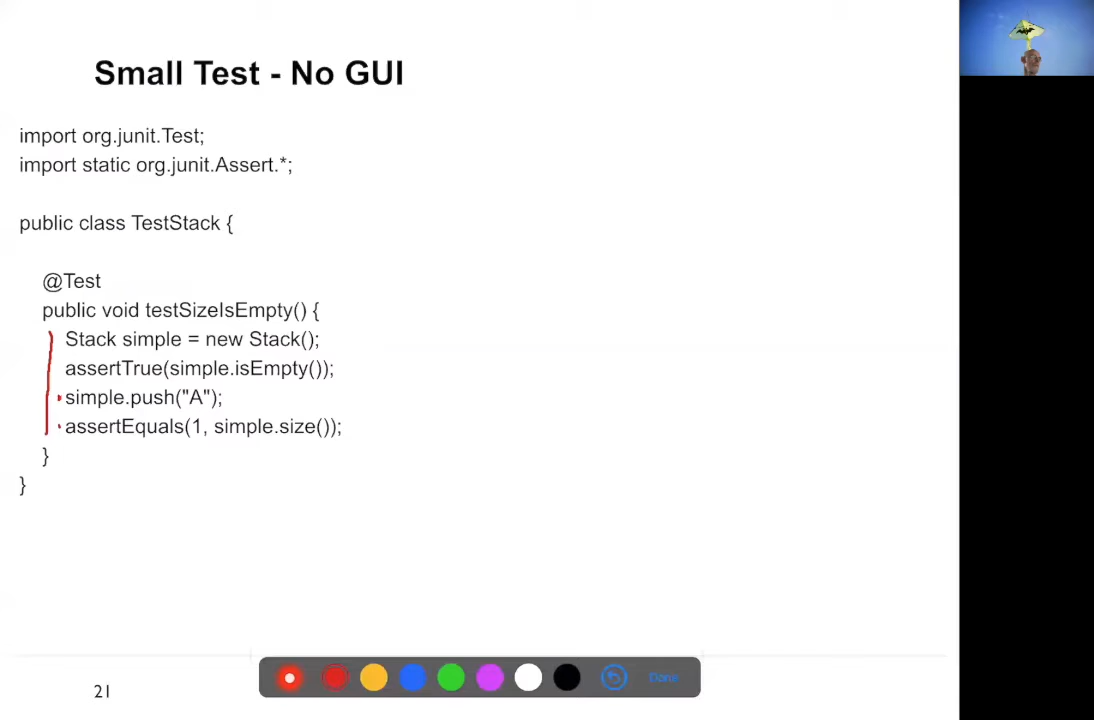 Small Test - No GUI
import org.junit.Test;
import static org.junit.Assert.*;
public class TestStack {
@Test
public void testSizeIsEmpty() {
Stack simple = new Stack();
assertTrue(simple.isEmpty());
simple.push("A");
assertEquals(1, simple.size());
}
}
Done
21